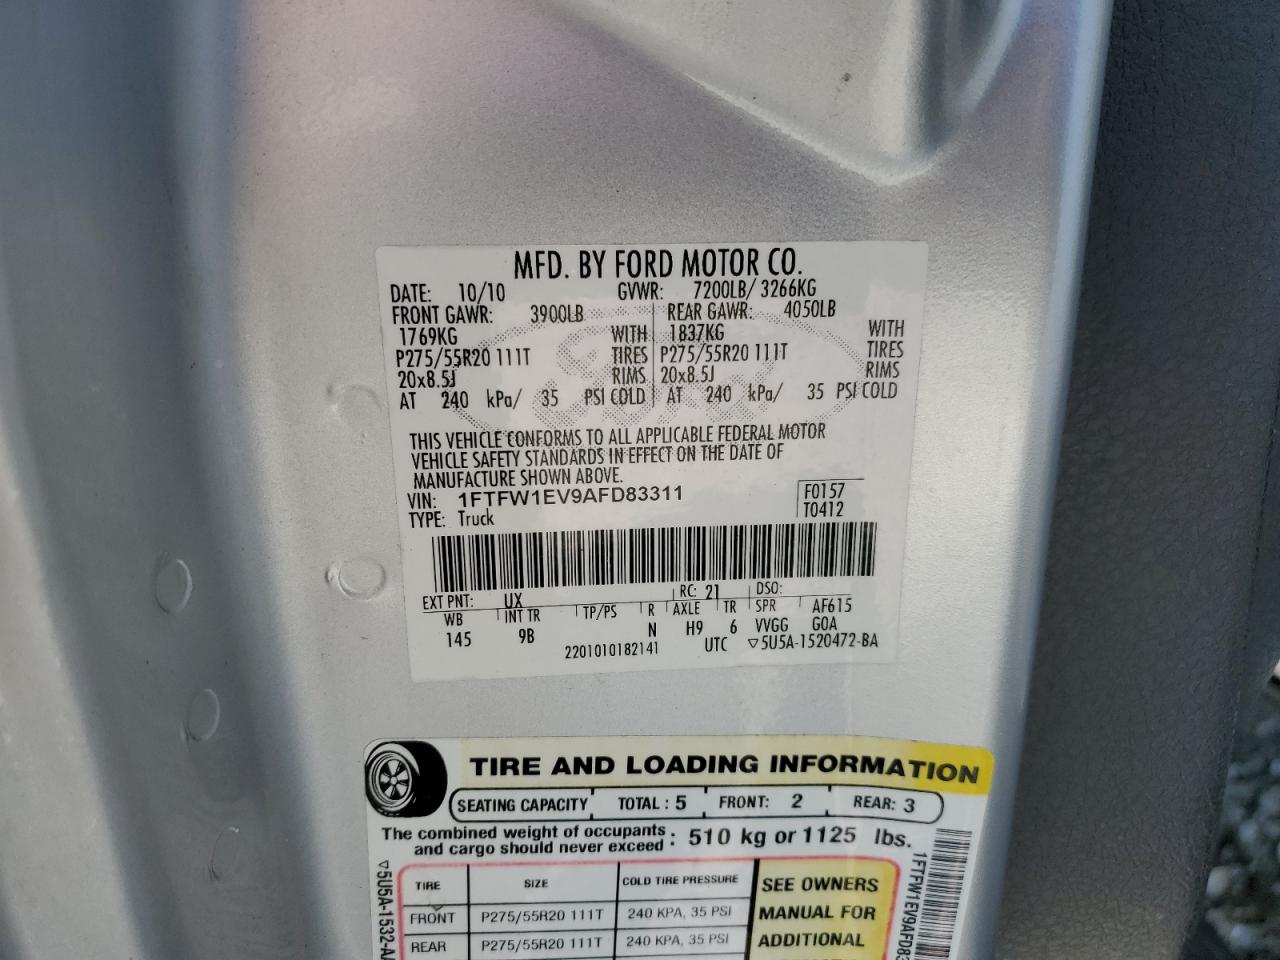 MFD. BY FORD MOTOR CO.
DATE: 10/10 GVWR: 7200LB/ 3266KG
FRONT GAWR: 3900LB REAR GAWR: 4050LB
1769KG WITH 1837KG WITH
P275/55R20 111T TIRES P275/55R20 111T TIRES
20x8.5J RIMS 20x8.5J RIMS
AT 240 kPa/ 35 PSI COLD AT 240 kPa/ 35 PSI COLD
THIS VEHICLE CONFORMS TO ALL APPLICABLE FEDERAL MOTOR
VEHICLE SAFETY STANDARDS IN EFFECT ON THE DATE OF
MANUFACTURE SHOWN ABOVE.
VIN: 1FTFW1EV9AFD83311 F0157
TYPE: Truck T0412
EXT PNT: UX RC: 21 DSO:
WB INT TR TP/PS R AXLE TR SPR AF615
145 9B N H9 6 VVGG GOA
2201010182141 UTC ▽5U5A-1520472-BA
TIRE AND LOADING INFORMATION
SEATING CAPACITY TOTAL : 5 FRONT: 2 REAR: 3
The combined weight of occupants
and cargo should never exceed : 510 kg or 1125 lbs.
TIRE SIZE COLD TIRE PRESSURE SEE OWNERS
FRONT P275/55R20 111T 240 KPA, 35 PSI MANUAL FOR
REAR P275/55R20 111T 240 KPA, 35 PSI ADDITIONAL
▽5U5A-1532-AA
1FTFW1EV9AFD83